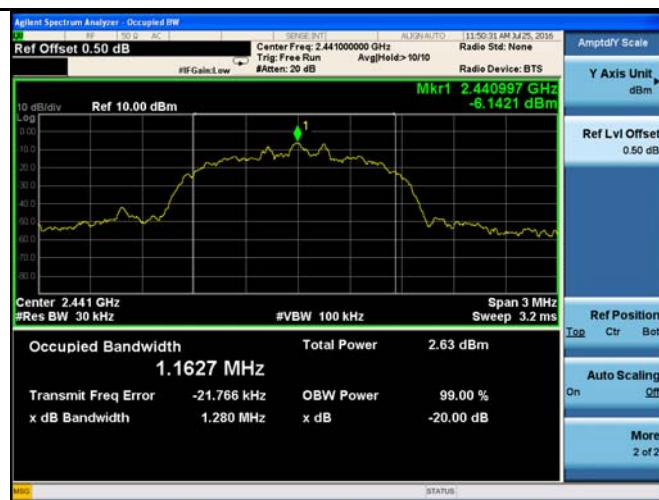 Agilent Spectrum Analyzer - Occupied BW
RF 50 Ω AC SENSE:INT ALIGN AUTO 11:50:31 AM Jul 25, 2016
Ref Offset 0.50 dB
Center Freq: 2.441000000 GHz
Radio Std: None
Trig: Free Run Avg|Hold:>10/10
#IFGain:Low #Atten: 20 dB Radio Device: BTS
Mkr1 2.440997 GHz
-6.1421 dBm
10 dB/div Ref 10.00 dBm
Log
0.00
-10.0
-20.0
-30.0
-40.0
-50.0
-60.0
-70.0
-80.0
1
Center 2.441 GHz Span 3 MHz
#Res BW 30 kHz #VBW 100 kHz Sweep 3.2 ms
Occupied Bandwidth Total Power 2.63 dBm
1.1627 MHz
Transmit Freq Error -21.766 kHz OBW Power 99.00 %
x dB Bandwidth 1.280 MHz x dB -20.00 dB
MSG STATUS
Amptd/Y Scale
Y Axis Unit
dBm
Ref Lvl Offset
0.50 dB
Ref Position
Top Ctr Bot
Auto Scaling
On Off
More
2 of 2